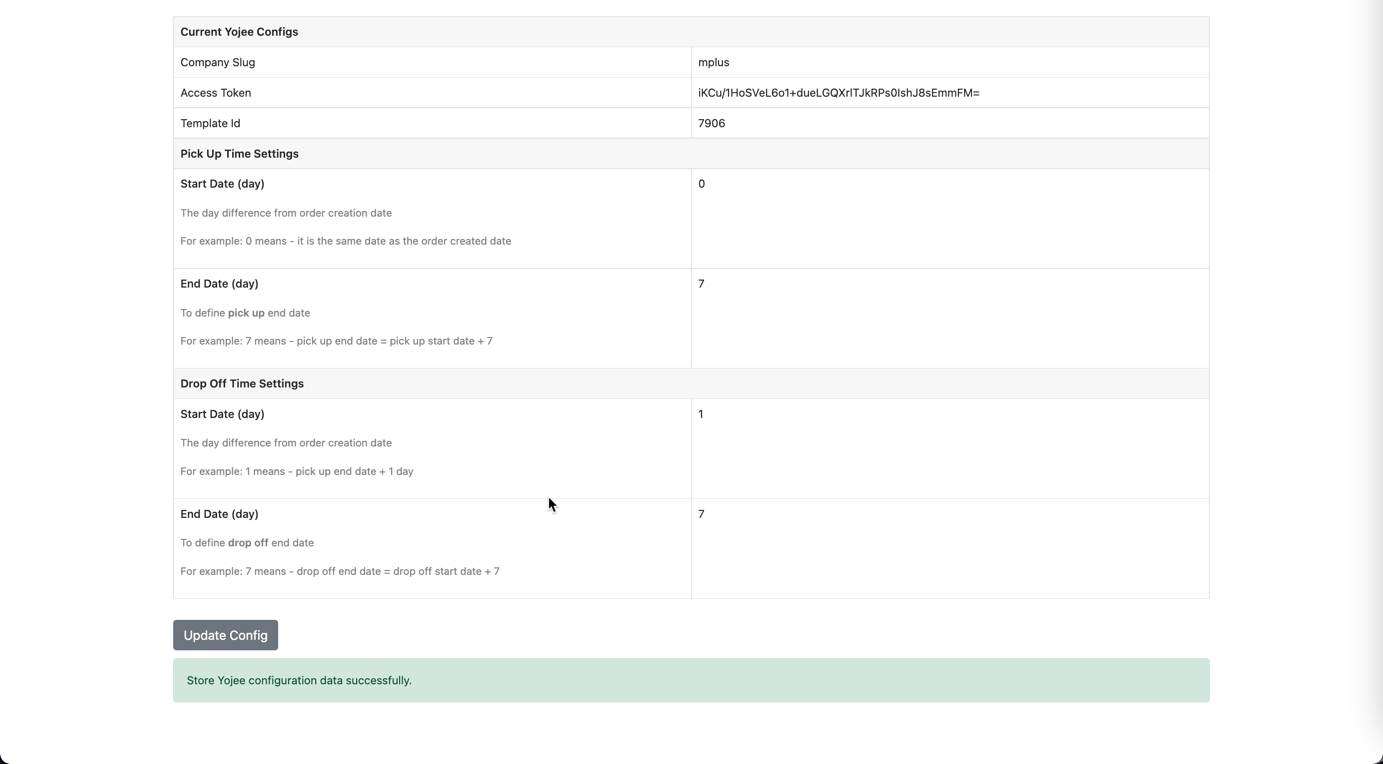 Current Yojee Configs
Company Slug
mplus
Access Token
iKCu/1HoSVeL6o1+dueLGQXrITJkRPs0IshJ8sEmmFM=
Template Id
7906
Pick Up Time Settings
Start Date (day)
0
The day difference from order creation date
For example: 0 means - it is the same date as the order created date
End Date (day)
7
To define pick up end date
For example: 7 means - pick up end date = pick up start date + 7
Drop Off Time Settings
Start Date (day)
1
The day difference from order creation date
For example: 1 means - pick up end date + 1 day
End Date (day)
7
To define drop off end date
For example: 7 means - drop off end date = drop off start date + 7
Update Config
Store Yojee configuration data successfully.